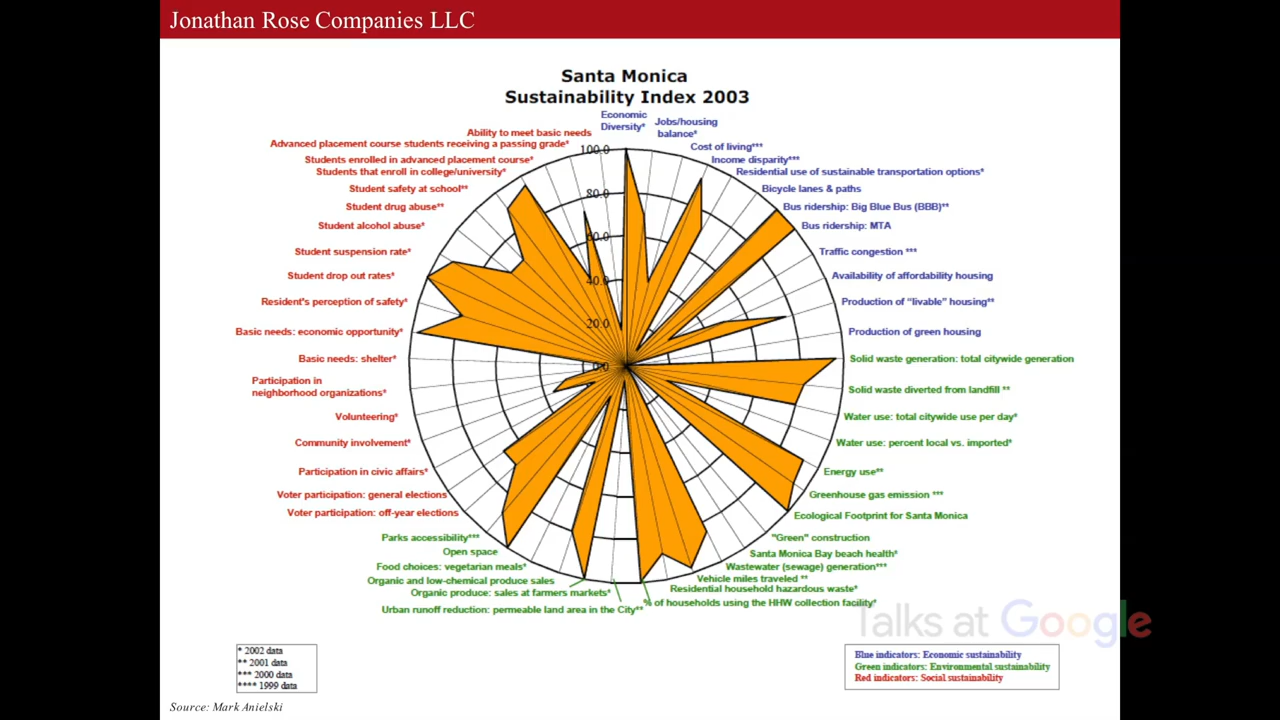 Jonathan Rose Companies LLC
Santa Monica
Sustainability Index 2003
Economic
Diversity*
Jobs/housing
balance*
Cost of living***
Income disparity***
Residential use of sustainable transportation options*
Bicycle lanes & paths
Bus ridership: Big Blue Bus (BBB)**
Bus ridership: MTA
Traffic congestion ***
Availability of affordability housing
Production of “livable” housing**
Production of green housing
Solid waste generation: total citywide generation
Solid waste diverted from landfill **
Water use: total citywide use per day*
Water use: percent local vs. imported*
Energy use**
Greenhouse gas emission ***
Ecological Footprint for Santa Monica
"Green" construction
Santa Monica Bay beach health*
Wastewater (sewage) generation***
Vehicle miles traveled **
Residential household hazardous waste*
% of households using the HHW collection facility*
Urban runoff reduction: permeable land area in the City**
Organic produce: sales at farmers markets*
Organic and low-chemical produce sales
Food choices: vegetarian meals*
Open space
Parks accessibility***
Voter participation: off-year elections
Voter participation: general elections
Participation in civic affairs*
Community involvement*
Volunteering*
Participation in
neighborhood organizations*
Basic needs: shelter*
Basic needs: economic opportunity*
Resident's perception of safety*
Student drop out rates*
Student suspension rate*
Student alcohol abuse*
Student drug abuse**
Student safety at school**
Students that enroll in college/university*
Students enrolled in advanced placement course*
Advanced placement course students receiving a passing grade*
Ability to meet basic needs
100.0
80.0
60.0
40.0
20.0
0.0
Talks at Google
* 2002 data
** 2001 data
*** 2000 data
**** 1999 data
Blue indicators: Economic sustainability
Green indicators: Environmental sustainability
Red indicators: Social sustainability
Source: Mark Anielski